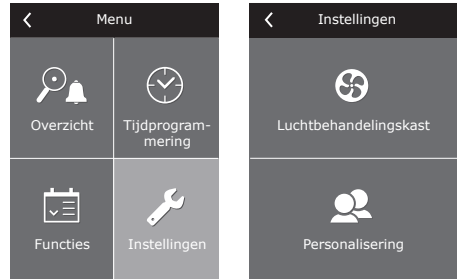 Menu
Overzicht
Tijdprogram-
mering
Functies
Instellingen
Instellingen
Luchtbehandelingskast
Personalisering